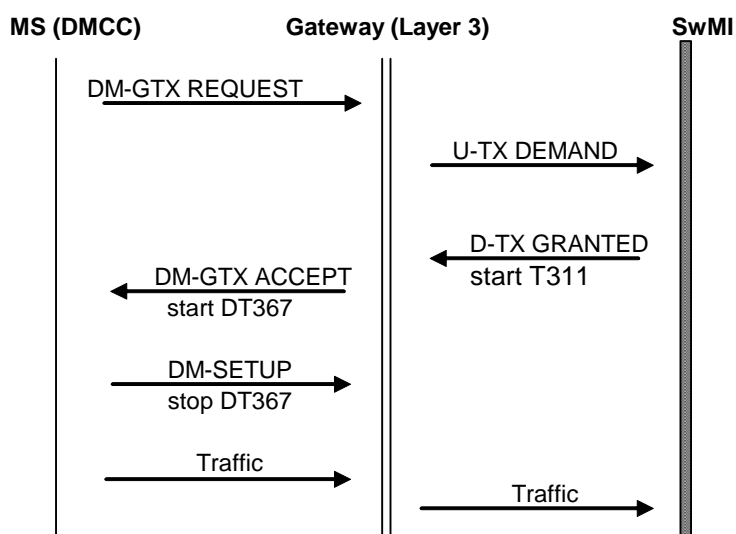 MS (DMCC) Gateway (Layer 3) SwMI
DM-GTX REQUEST
U-TX DEMAND
D-TX GRANTED
start T311
DM-GTX ACCEPT
start DT367
DM-SETUP
stop DT367
Traffic
Traffic